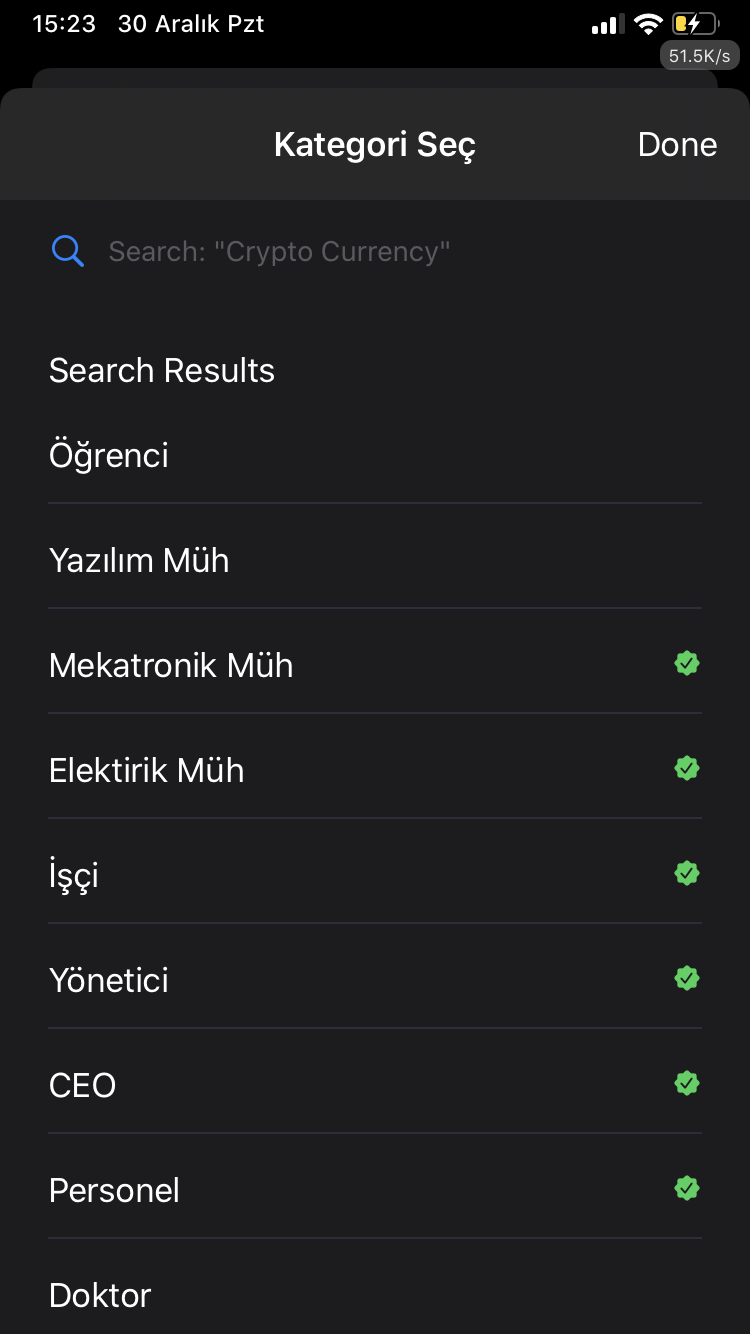 15:23 30 Aralık Pzt
51.5K/s
Kategori Seç
Done
Search: "Crypto Currency"
Search Results
Öğrenci
Yazılım Müh
Mekatronik Müh
Elektirik Müh
İşçi
Yönetici
CEO
Personel
Doktor